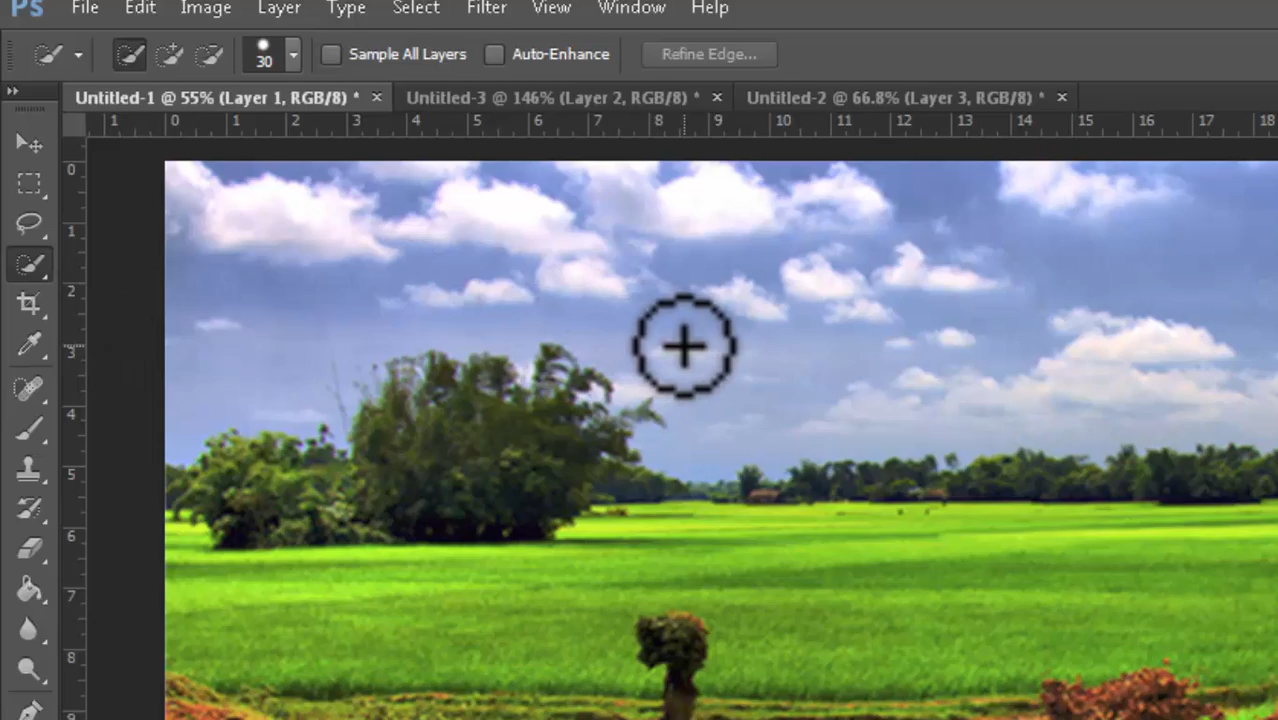 Ps File Edit Image Layer Type Select Filter View Window Help
30 Sample All Layers Auto-Enhance Refine Edge...
Untitled-1 @ 55% (Layer 1, RGB/8) * × Untitled-3 @ 146% (Layer 2, RGB/8) * × Untitled-2 @ 66.8% (Layer 3, RGB/8) * ×
1 0 1 2 3 4 5 6 7 8 9 10 11 12 13 14 15 16 17 18
0
1
2
3
4
5
6
7
8